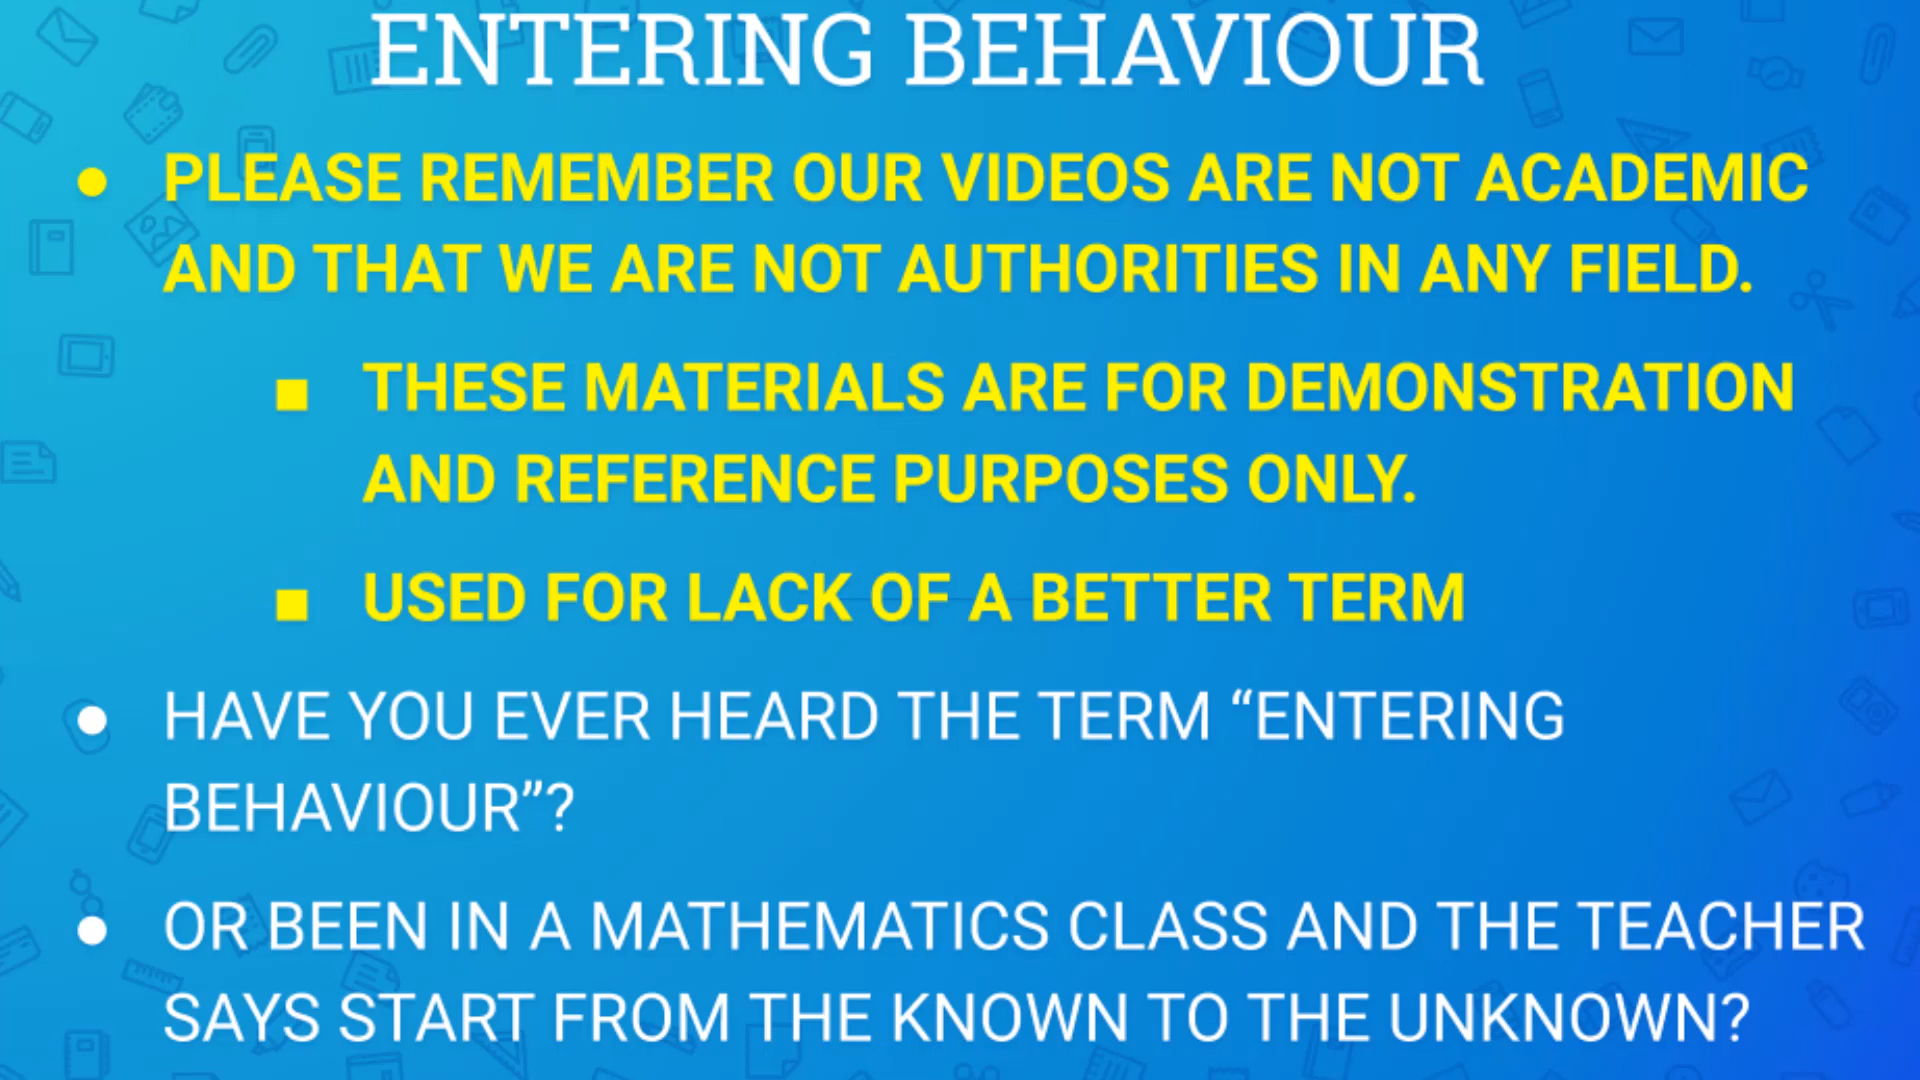 ENTERING BEHAVIOUR
● PLEASE REMEMBER OUR VIDEOS ARE NOT ACADEMIC
AND THAT WE ARE NOT AUTHORITIES IN ANY FIELD.
■ THESE MATERIALS ARE FOR DEMONSTRATION
AND REFERENCE PURPOSES ONLY.
■ USED FOR LACK OF A BETTER TERM
● HAVE YOU EVER HEARD THE TERM “ENTERING
BEHAVIOUR”?
● OR BEEN IN A MATHEMATICS CLASS AND THE TEACHER
SAYS START FROM THE KNOWN TO THE UNKNOWN?